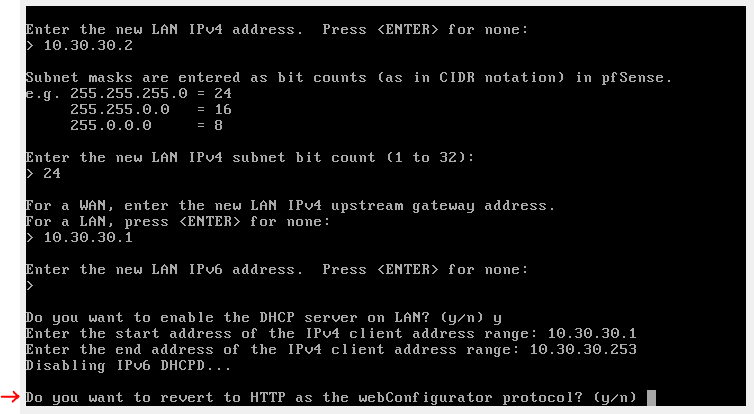 Enter the new LAN IPv4 address.  Press <ENTER> for none:
> 10.30.30.2
Subnet masks are entered as bit counts (as in CIDR notation) in pfSense.
e.g. 255.255.255.0 = 24
     255.255.0.0   = 16
     255.0.0.0     = 8
Enter the new LAN IPv4 subnet bit count (1 to 32):
> 24
For a WAN, enter the new LAN IPv4 upstream gateway address.
For a LAN, press <ENTER> for none:
> 10.30.30.1
Enter the new LAN IPv6 address.  Press <ENTER> for none:
>
Do you want to enable the DHCP server on LAN? (y/n) y
Enter the start address of the IPv4 client address range: 10.30.30.1
Enter the end address of the IPv4 client address range: 10.30.30.253
Disabling IPv6 DHCPD...
Do you want to revert to HTTP as the webConfigurator protocol? (y/n)